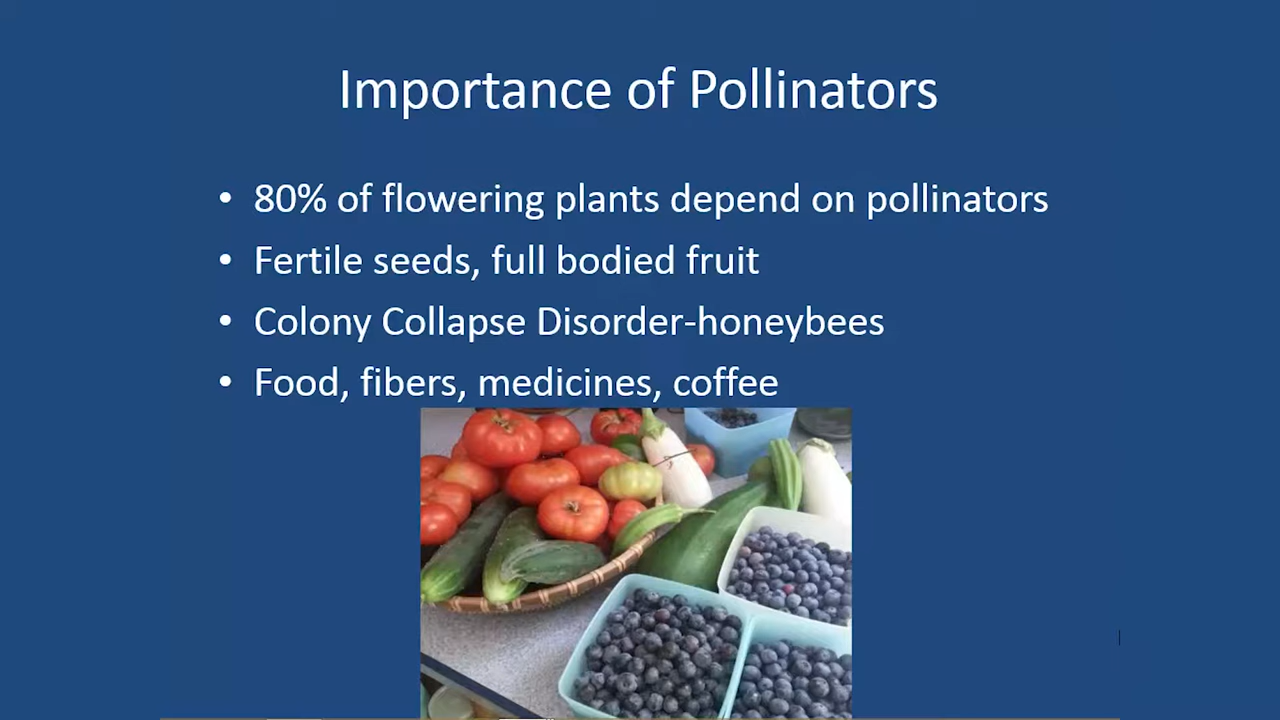 Importance of Pollinators
• 80% of flowering plants depend on pollinators
• Fertile seeds, full bodied fruit
• Colony Collapse Disorder-honeybees
• Food, fibers, medicines, coffee